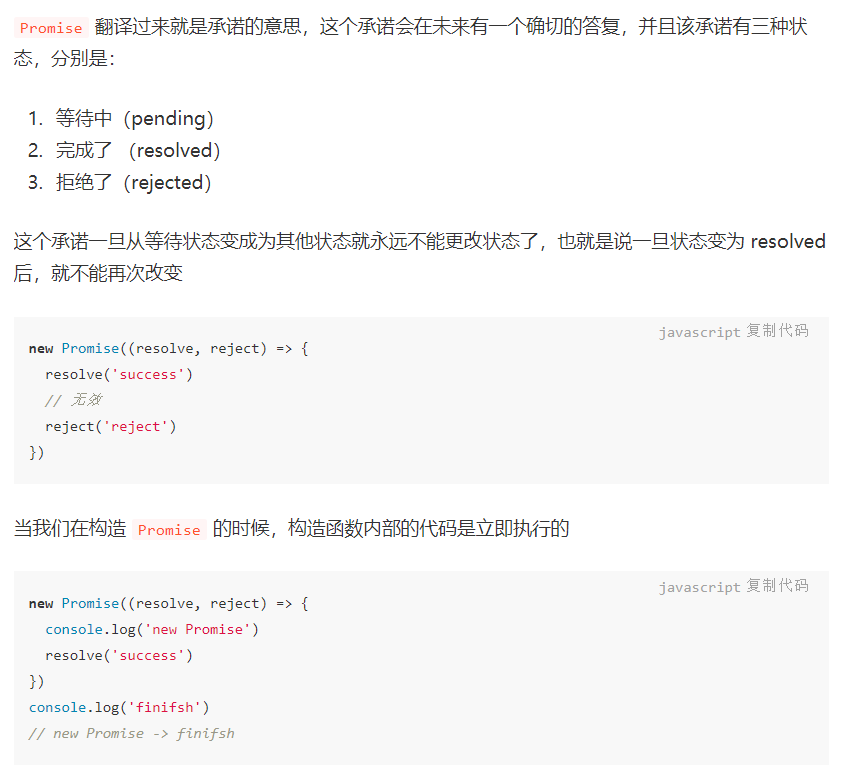 Promise 翻译过来就是承诺的意思，这个承诺会在未来有一个确切的答复，并且该承诺有三种状
态，分别是：
1. 等待中（pending）
2. 完成了 （resolved）
3. 拒绝了（rejected）
这个承诺一旦从等待状态变成为其他状态就永远不能更改状态了，也就是说一旦状态变为 resolved
后，就不能再次改变
javascript 复制代码
new Promise((resolve, reject) => {
  resolve('success')
  // 无效
  reject('reject')
})
当我们在构造 Promise 的时候，构造函数内部的代码是立即执行的
javascript 复制代码
new Promise((resolve, reject) => {
  console.log('new Promise')
  resolve('success')
})
console.log('finifsh')
// new Promise -> finifsh